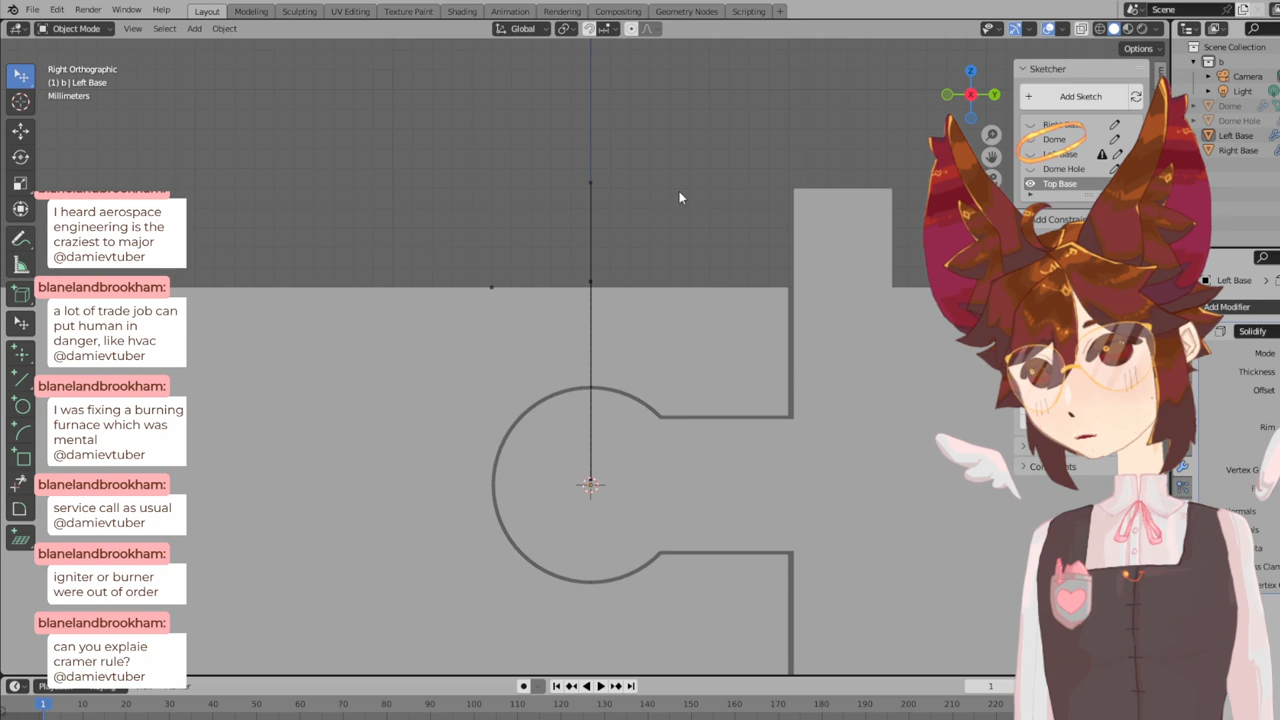 File Edit Render Window Help Layout Modeling Sculpting UV Editing Texture Paint Shading Animation Rendering Compositing Geometry Nodes Scripting + Scene
Object Mode View Select Add Object Global
Options
Right Orthographic
(1) b | Left Base
Millimeters
Sketcher
Add Sketch
Dome
Dome Hole
Top Base
Scene Collection
b
Camera
Light
Dome
Dome Hole
Left Base
Right Base
Left Base
Add Modifier
Solidify
Mode
Thickness
Offset
Rim
I heard aerospace
engineering is the
craziest to major
@damievtuber
blanelandbrookham:
a lot of trade job can
put human in
danger, like hvac
@damievtuber
blanelandbrookham:
I was fixing a burning
furnace which was
mental
@damievtuber
blanelandbrookham:
service call as usual
@damievtuber
blanelandbrookham:
igniter or burner
were out of order
blanelandbrookham:
can you explaie
cramer rule?
@damievtuber
1
1 10 20 30 40 50 60 70 80 90 100 110 120 130 140 150 160 170 180 190 200 210 220